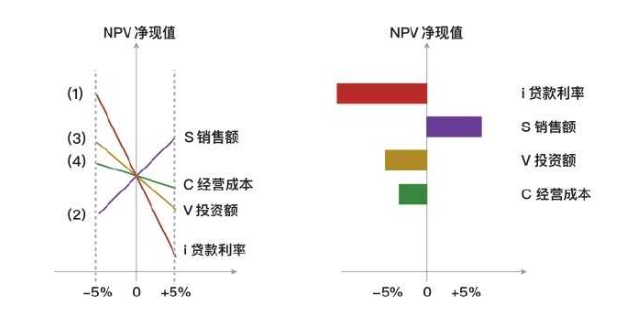 NPV 净现值
(1)
(3)
(4)
(2)
S 销售额
C 经营成本
V 投资额
i 贷款利率
-5% 0 +5%
NPV 净现值
i 贷款利率
S 销售额
V 投资额
C 经营成本
-5% 0 +5%